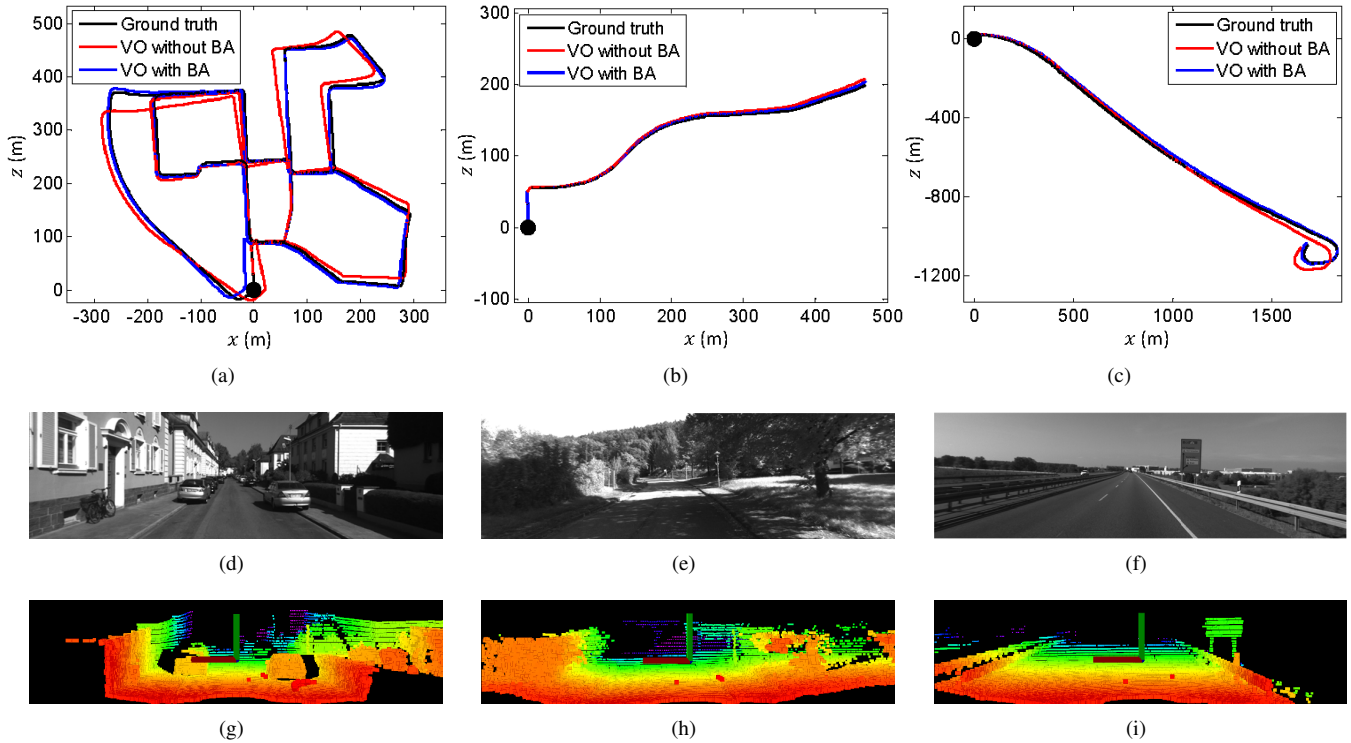 500
400
300
200
100
0
z (m)
-300
-200
-100
0
100
200
300
x (m)
Ground truth
VO without BA
VO with BA
(a)
300
200
100
0
-100
z (m)
0
100
200
300
400
500
x (m)
Ground truth
VO without BA
VO with BA
(b)
0
-400
-800
-1200
z (m)
0
500
1000
1500
x (m)
Ground truth
VO without BA
VO with BA
(c)
(d)
(e)
(f)
(g)
(h)
(i)